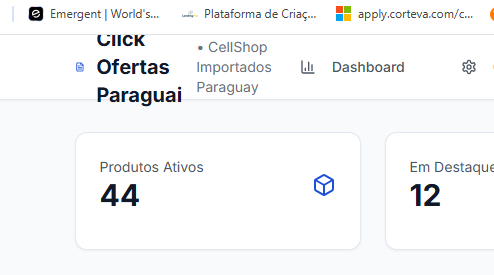 Emergent | World's...
Plataforma de Criaç...
apply.corteva.com/c...
Click
Ofertas
Paraguai
• CellShop
Importados
Paraguay
Dashboard
Produtos Ativos
44
Em Destaque
12